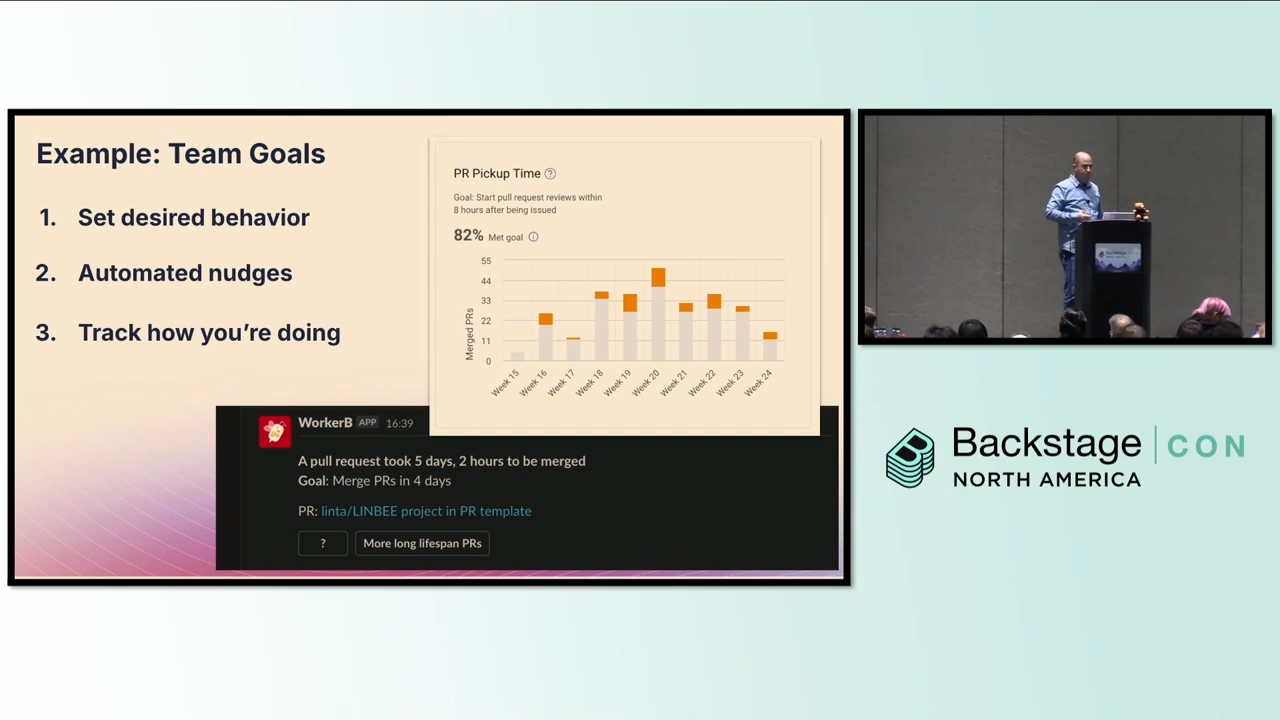 Example: Team Goals
1. Set desired behavior
2. Automated nudges
3. Track how you're doing
PR Pickup Time ?
Goal: Start pull request reviews within
8 hours after being issued
82% Met goal
Merged PRs
55
44
33
22
11
0
Week 15
Week 16
Week 17
Week 18
Week 19
Week 20
Week 21
Week 22
Week 23
Week 24
WorkerB APP 16:39
A pull request took 5 days, 2 hours to be merged
Goal: Merge PRs in 4 days
PR: linta/LINBEE project in PR template
?
More long lifespan PRs
Backstage
Backstage | CON
NORTH AMERICA